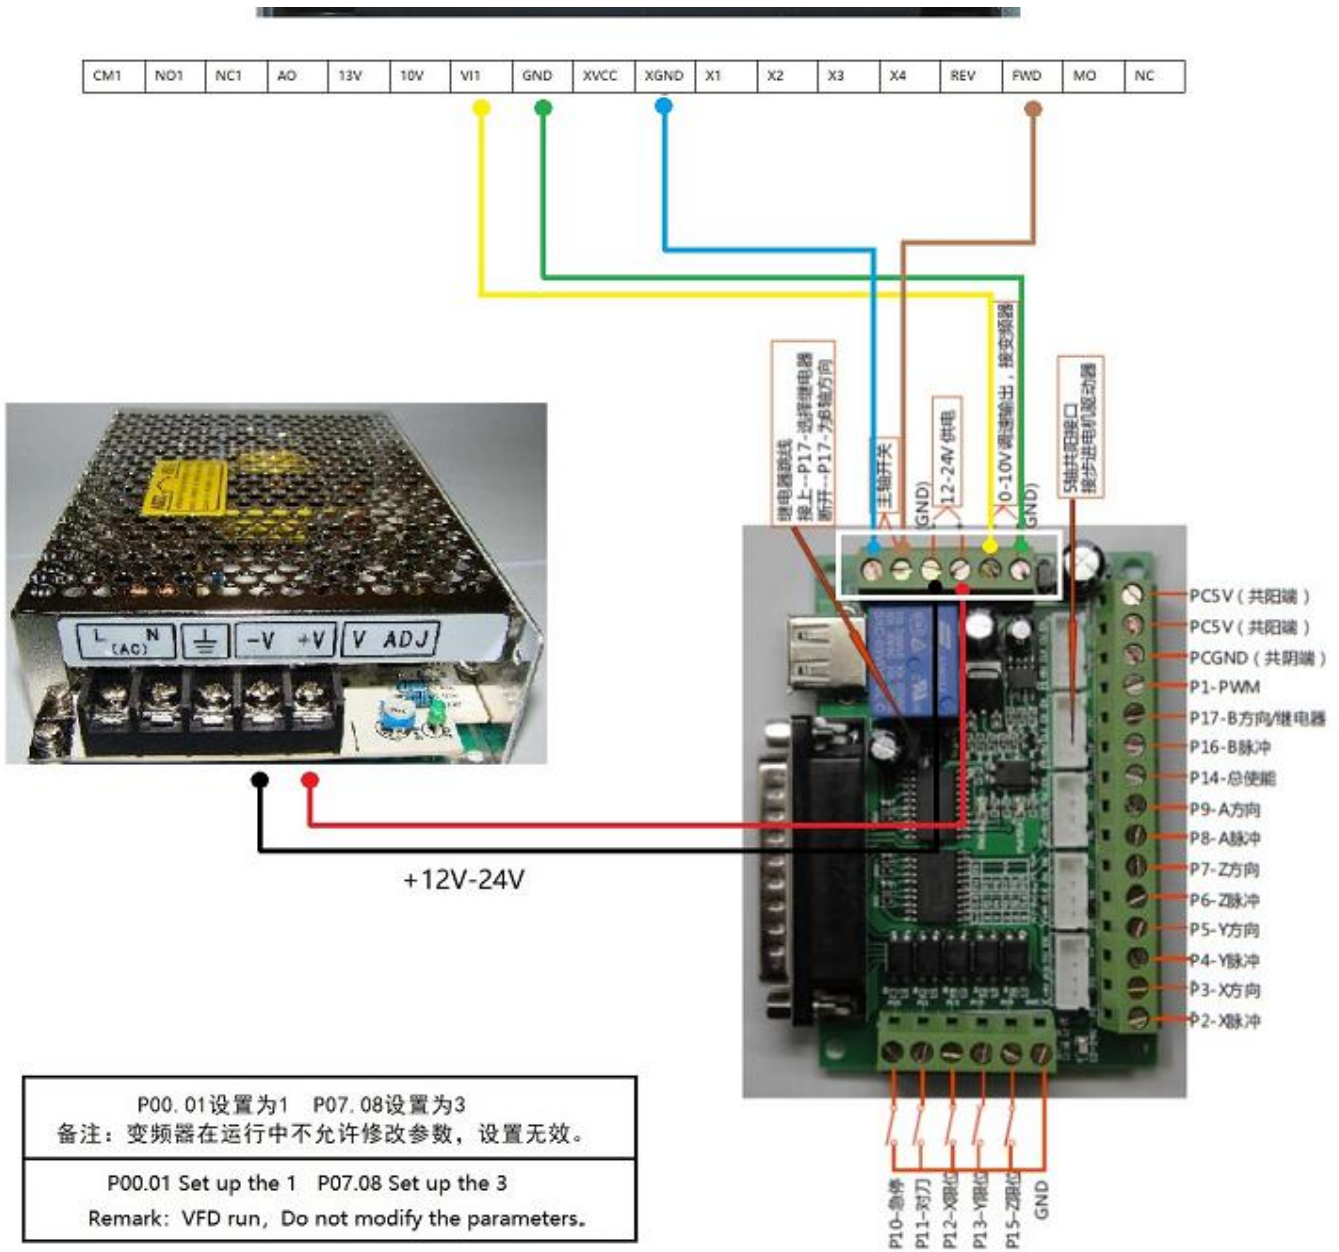 CM1 NO1 NC1 AO 13V 10V VI1 GND XVCC XGND X1 X2 X3 X4 REV FWD MO NC
继电器跳线
接上--P17-选择继电器
断开--P17-为B轴方向
主轴开关
(GND)
12-24V供电
0-10V调速输出，接变频器
GND)
5轴共阳接口
接步进电机驱动器
L N
(AC)
-V +V
V ADJ
+12V-24V
PC5V（共阳端）
PC5V（共阳端）
PCGND（共阴端）
P1-PWM
P17-B方向/继电器
P16-B脉冲
P14-总使能
P9-A方向
P8-A脉冲
P7-Z方向
P6-Z脉冲
P5-Y方向
P4-Y脉冲
P3-X方向
P2-X脉冲
P10-急停
P11-对刀
P12-X限位
P13-Y限位
P15-Z限位
GND
P00.01设置为1 P07.08设置为3
备注：变频器在运行中不允许修改参数，设置无效。
P00.01 Set up the 1 P07.08 Set up the 3
Remark: VFD run, Do not modify the parameters.